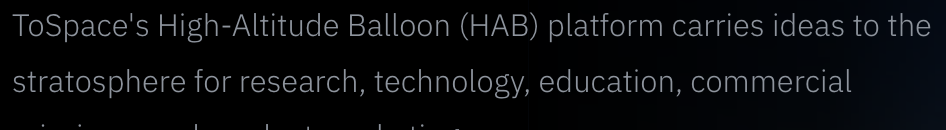 ToSpace's High-Altitude Balloon (HAB) platform carries ideas to the
stratosphere for research, technology, education, commercial